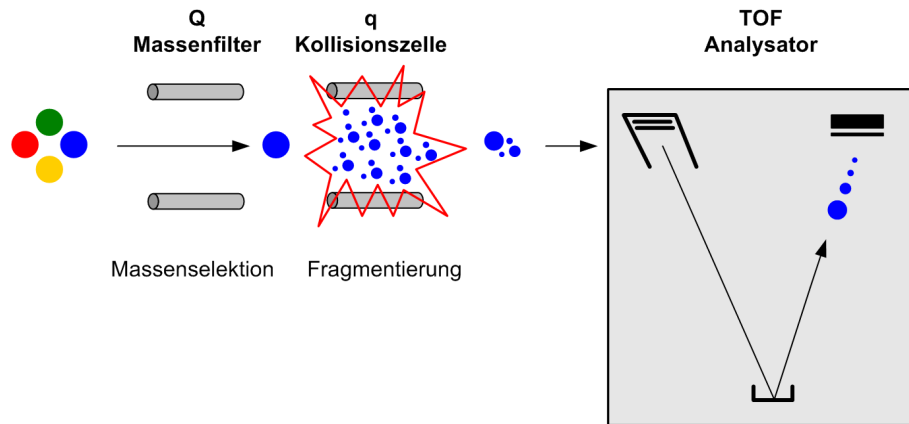 Q
Massenfilter
q
Kollisionszelle
TOF
Analysator
Massenselektion
Fragmentierung